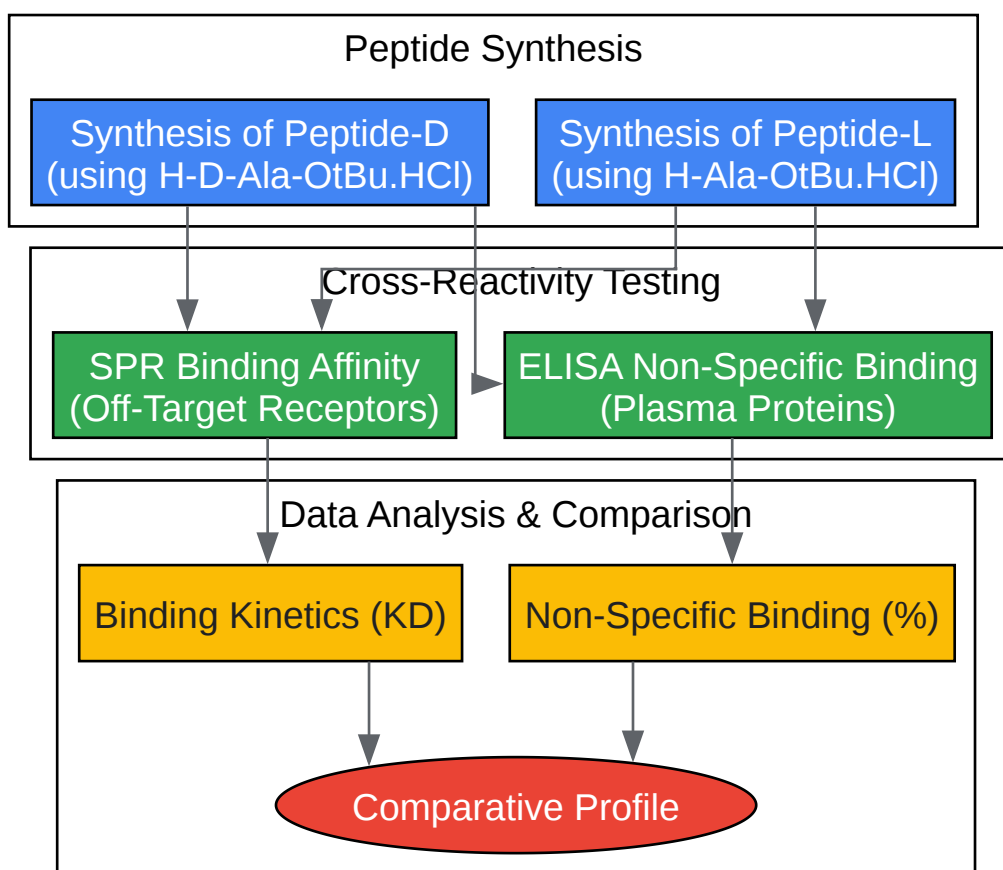 Peptide Synthesis
Synthesis of Peptide-D
(using H-D-Ala-OtBu.HCl)
Synthesis of Peptide-L
(using H-Ala-OtBu.HCl)
Cross-Reactivity Testing
SPR Binding Affinity
(Off-Target Receptors)
ELISA Non-Specific Binding
(Plasma Proteins)
Data Analysis & Comparison
Binding Kinetics (KD)
Non-Specific Binding (%)
Comparative Profile